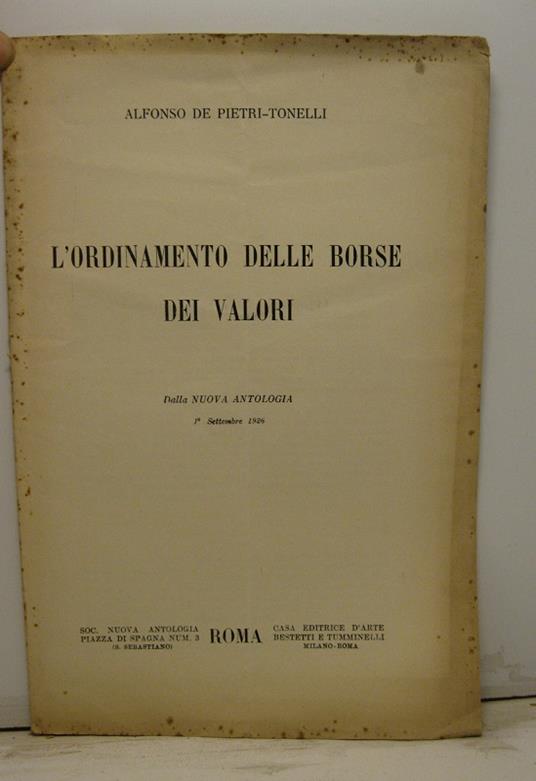 ALFONSO DE PIETRI-TONELLI
L'ORDINAMENTO DELLE BORSE
DEI VALORI
Dalla NUOVA ANTOLOGIA
1° Settembre 1926
SOC. NUOVA ANTOLOGIA
PIAZZA DI SPAGNA NUM. 3
(S. SEBASTIANO)
ROMA
CASA EDITRICE D'ARTE
BESTETTI E TUMMINELLI
MILANO-ROMA